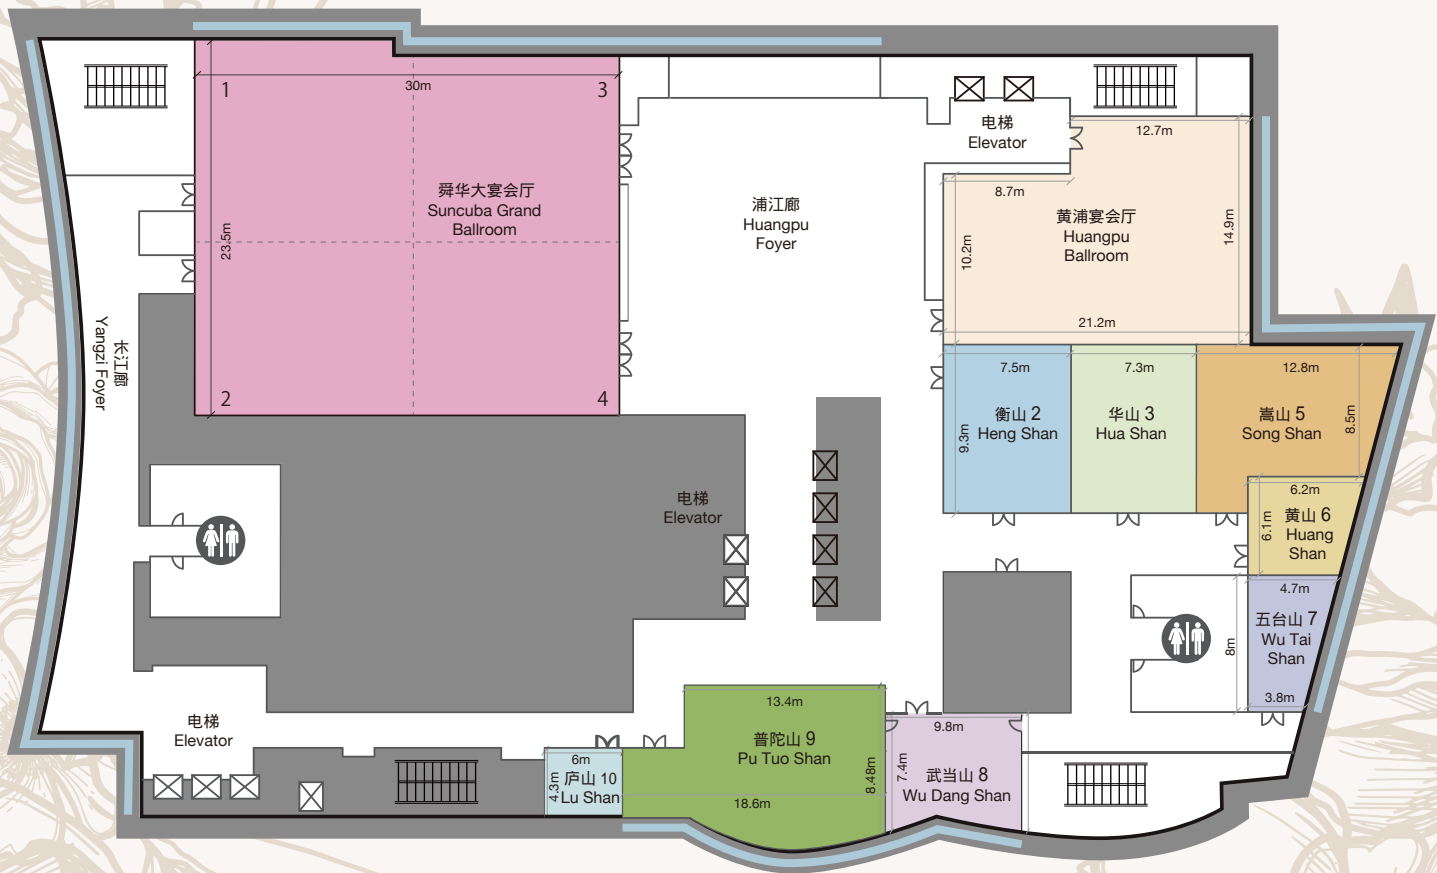 1
30m
3
舜华大宴会厅
Suncuba Grand
Ballroom
23.5m
2
4
浦江廊
Huangpu
Foyer
电梯
Elevator
12.7m
8.7m
黄浦宴会厅
Huangpu
Ballroom
10.2m
14.9m
21.2m
长江廊
Yangzi Foyer
7.5m
衡山 2
Heng Shan
9.3m
7.3m
华山 3
Hua Shan
12.8m
嵩山 5
Song Shan
8.5m
6.2m
黄山 6
Huang
Shan
6.1m
电梯
Elevator
4.7m
五台山 7
Wu Tai
Shan
8m
3.8m
电梯
Elevator
6m
庐山 10
Lu Shan
4.3m
13.4m
普陀山 9
Pu Tuo Shan
8.48m
18.6m
9.8m
武当山 8
Wu Dang Shan
7.4m